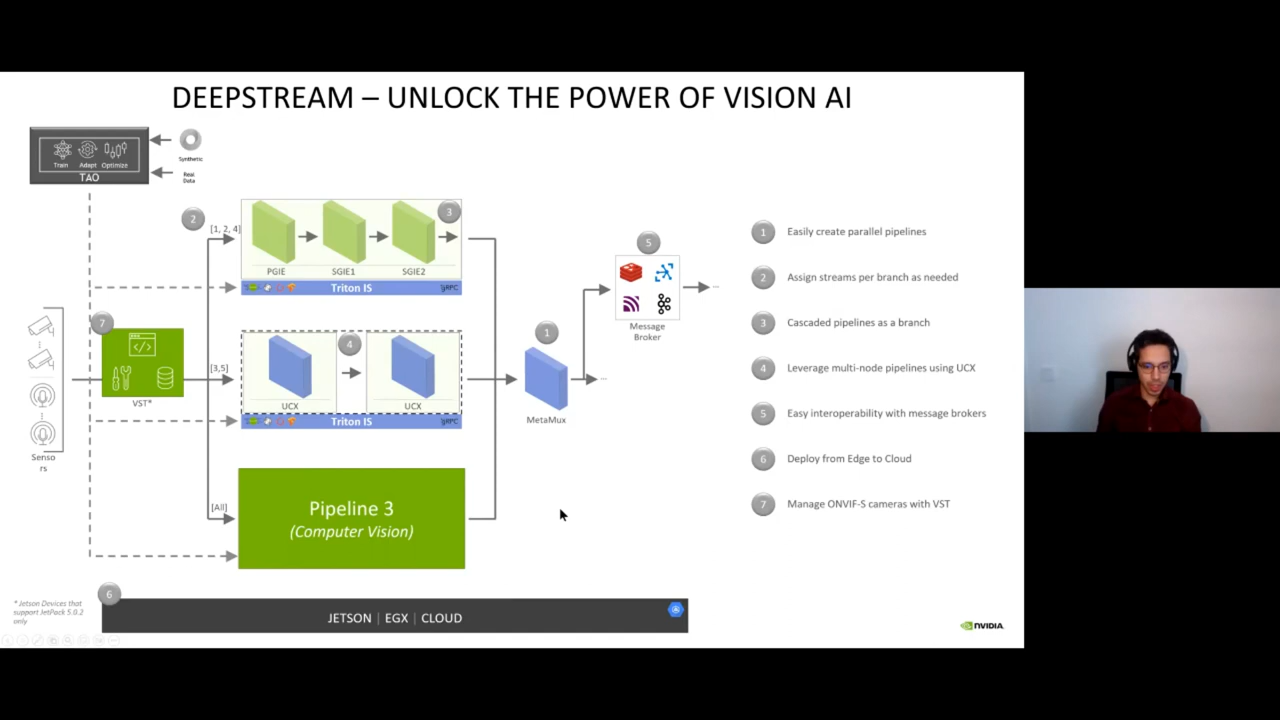 DEEPSTREAM – UNLOCK THE POWER OF VISION AI
Train Adapt Optimize
TAO
Synthetic
Real
Data
2
[1, 2, 4]
3
PGIE SGIE1 SGIE2
Triton IS
gRPC
7
VST*
Senso
rs
[3,5]
4
UCX UCX
Triton IS
gRPC
[All]
Pipeline 3
(Computer Vision)
1
MetaMux
...
5
Message
Broker
...
1 Easily create parallel pipelines
2 Assign streams per branch as needed
3 Cascaded pipelines as a branch
4 Leverage multi-node pipelines using UCX
5 Easy interoperability with message brokers
6 Deploy from Edge to Cloud
7 Manage ONVIF-S cameras with VST
* Jetson Devices that
support JetPack 5.0.2
only
6
JETSON | EGX | CLOUD
NVIDIA